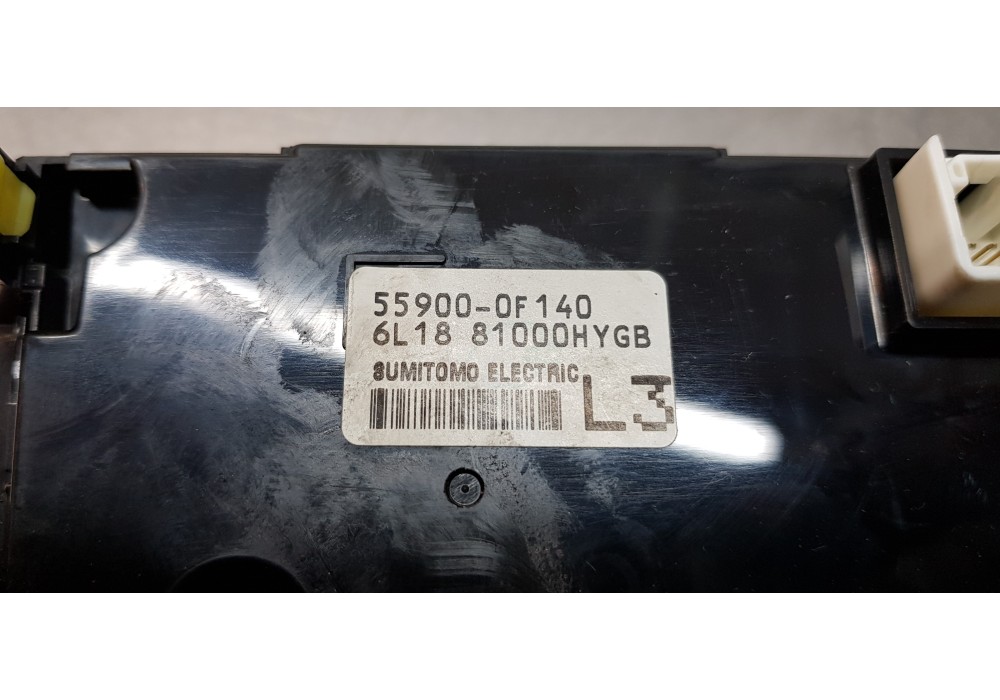 55900-0F140
6L18 81000HYGB
SUMITOMO ELECTRIC
L3